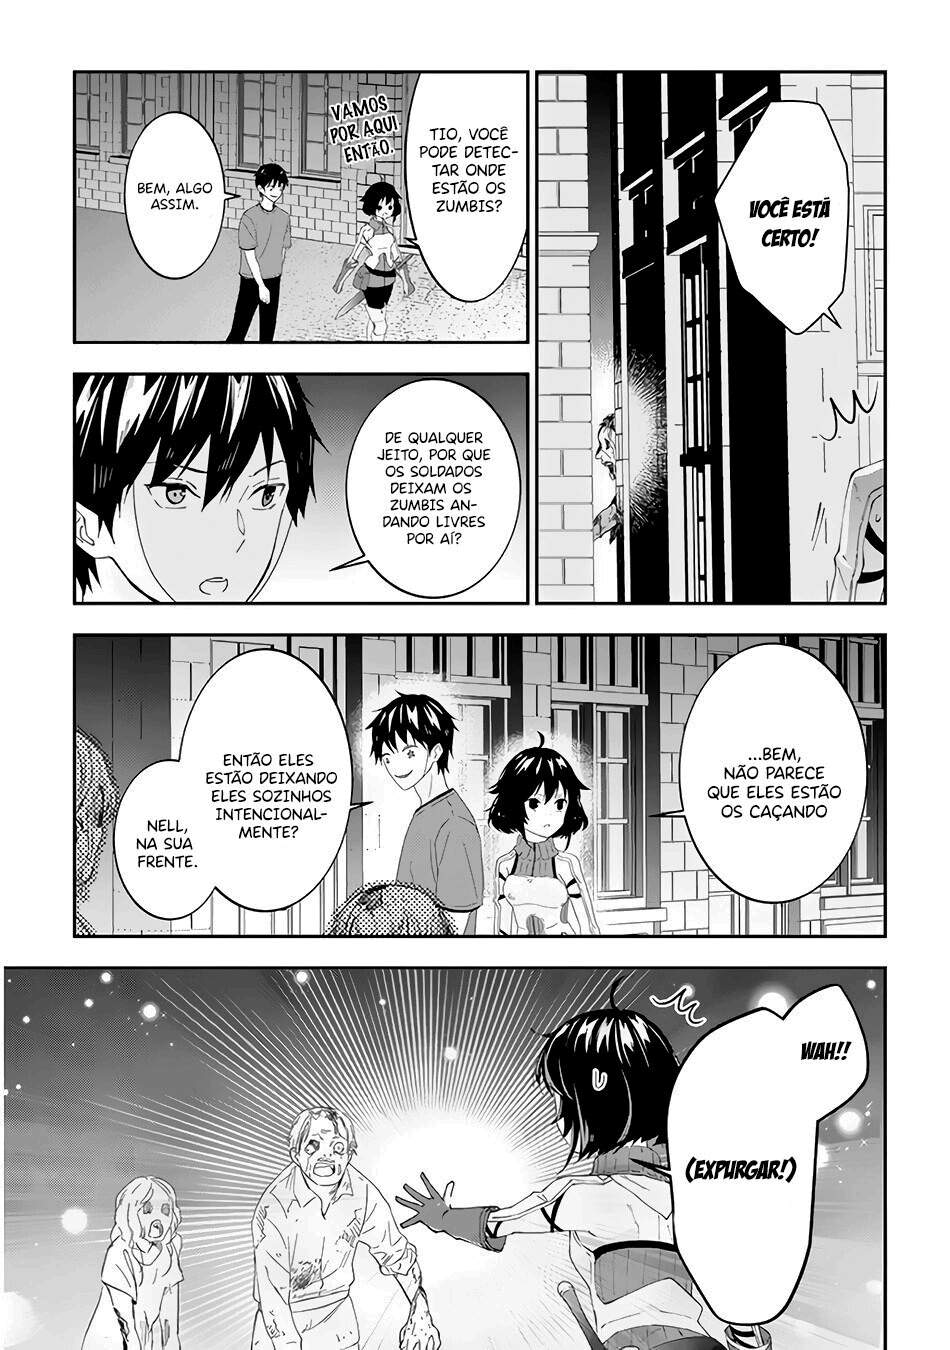 VOCÊ ESTÁ
CERTO!
TIO, VOCÊ
PODE DETEC-
TAR ONDE
ESTÃO OS
ZUMBIS?
VAMOS
POR AQUI
ENTÃO.
BEM, ALGO
ASSIM.
DE QUALQUER
JEITO, POR QUE
OS SOLDADOS
DEIXAM OS
ZUMBIS AN-
DANDO LIVRES
POR AÍ?
...BEM,
NÃO PARECE
QUE ELES ESTÃO
OS CAÇANDO
ENTÃO ELES
ESTÃO DEIXANDO
ELES SOZINHOS
INTENCIONAL-
MENTE?
NELL,
NA SUA
FRENTE.
WAH!!
(EXPURGAR!)